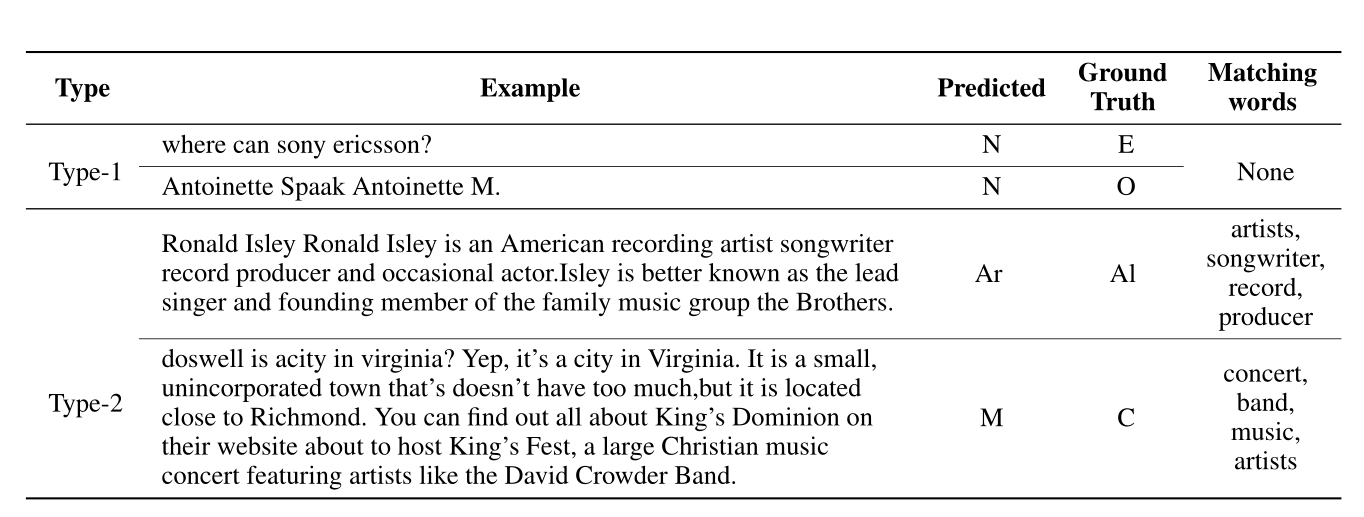 Type Example Predicted Ground Truth Matching words
Type-1
where can sony ericsson? N E
None
Antoinette Spaak Antoinette M. N O
Type-2
Ronald Isley Ronald Isley is an American recording artist songwriter
record producer and occasional actor.Isley is better known as the lead
singer and founding member of the family music group the Brothers.
Ar
Al
artists,
songwriter,
record,
producer
doswell is acity in virginia? Yep, it's a city in Virginia. It is a small,
unincorporated town that's doesn't have too much,but it is located
close to Richmond. You can find out all about King's Dominion on
their website about to host King's Fest, a large Christian music
concert featuring artists like the David Crowder Band.
M
C
concert,
band,
music,
artists